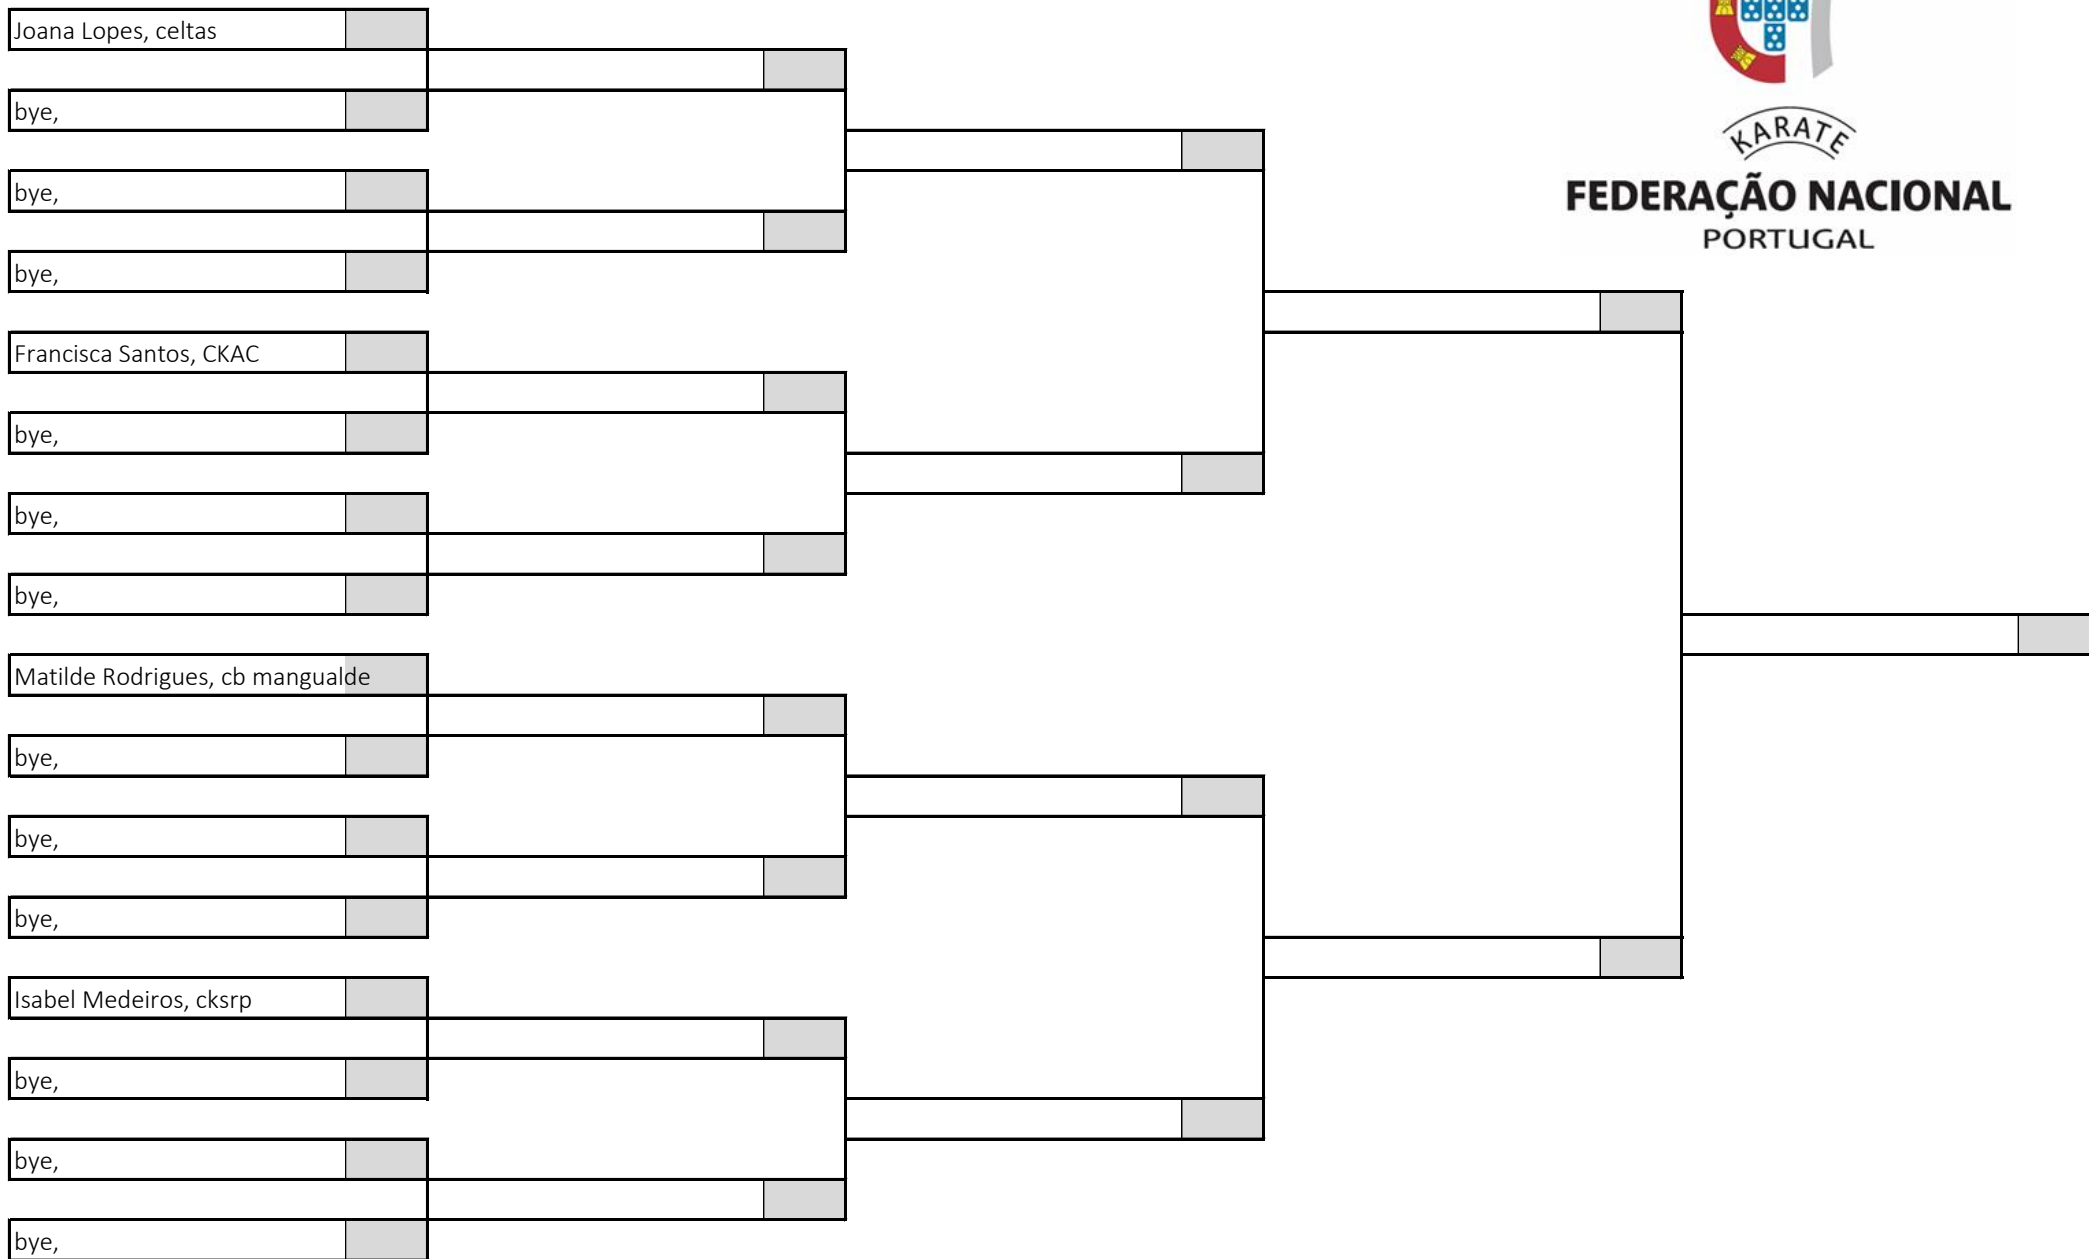 Joana Lopes, celtas
bye,
bye,
bye,
Francisca Santos, CKAC
bye,
bye,
bye,
Matilde Rodrigues, cb mangualde
bye,
bye,
bye,
Isabel Medeiros, cksrp
bye,
bye,
bye,
KARATE
FEDERAÇÃO NACIONAL
PORTUGAL